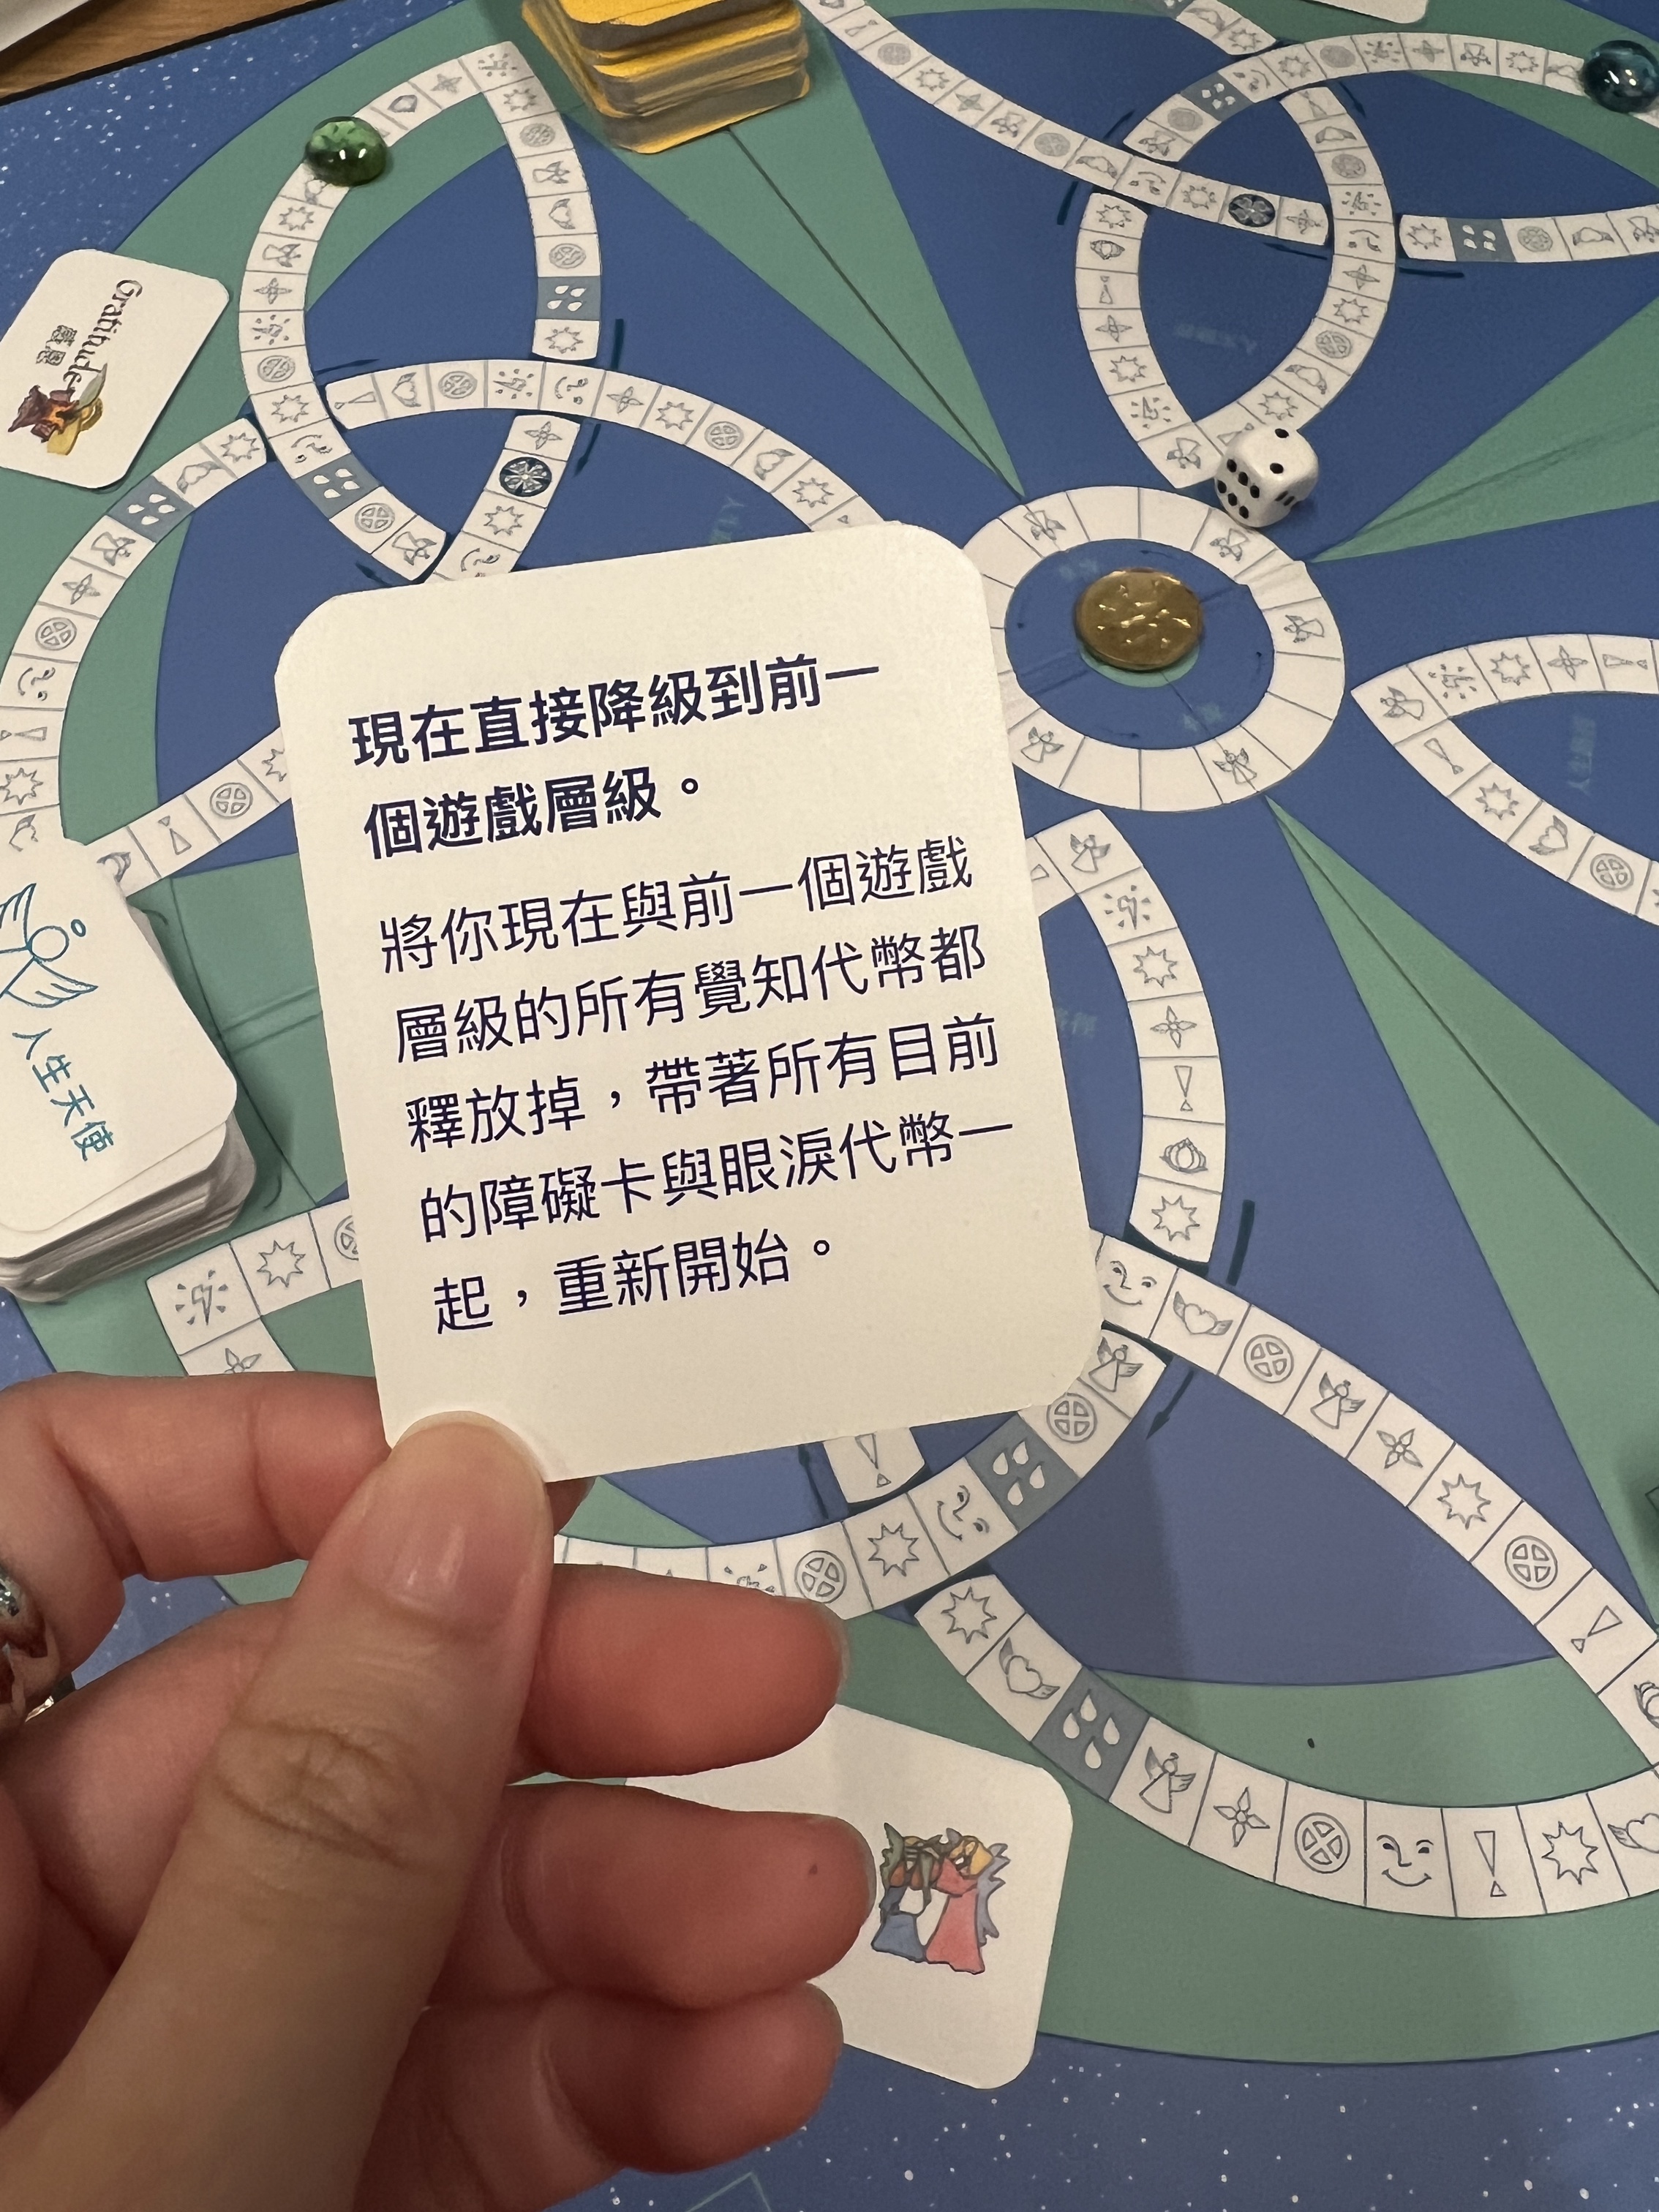 現在直接降級到前一
個遊戲層級。
將你現在與前一個遊戲
層級的所有覺知代幣都
釋放掉，帶著所有目前
的障礙卡與眼淚代幣一
起，重新開始。
Gratitude
感恩
人生天使